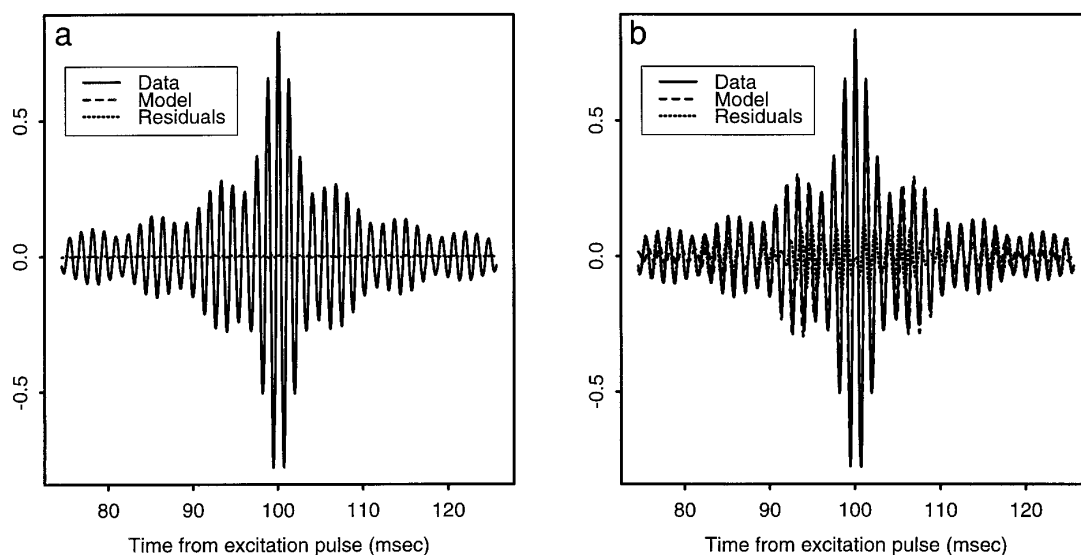 a
Data
Model
Residuals
0.5
0.0
-0.5
80
90
100
110
120
Time from excitation pulse (msec)
b
Data
Model
Residuals
0.5
0.0
-0.5
80
90
100
110
120
Time from excitation pulse (msec)